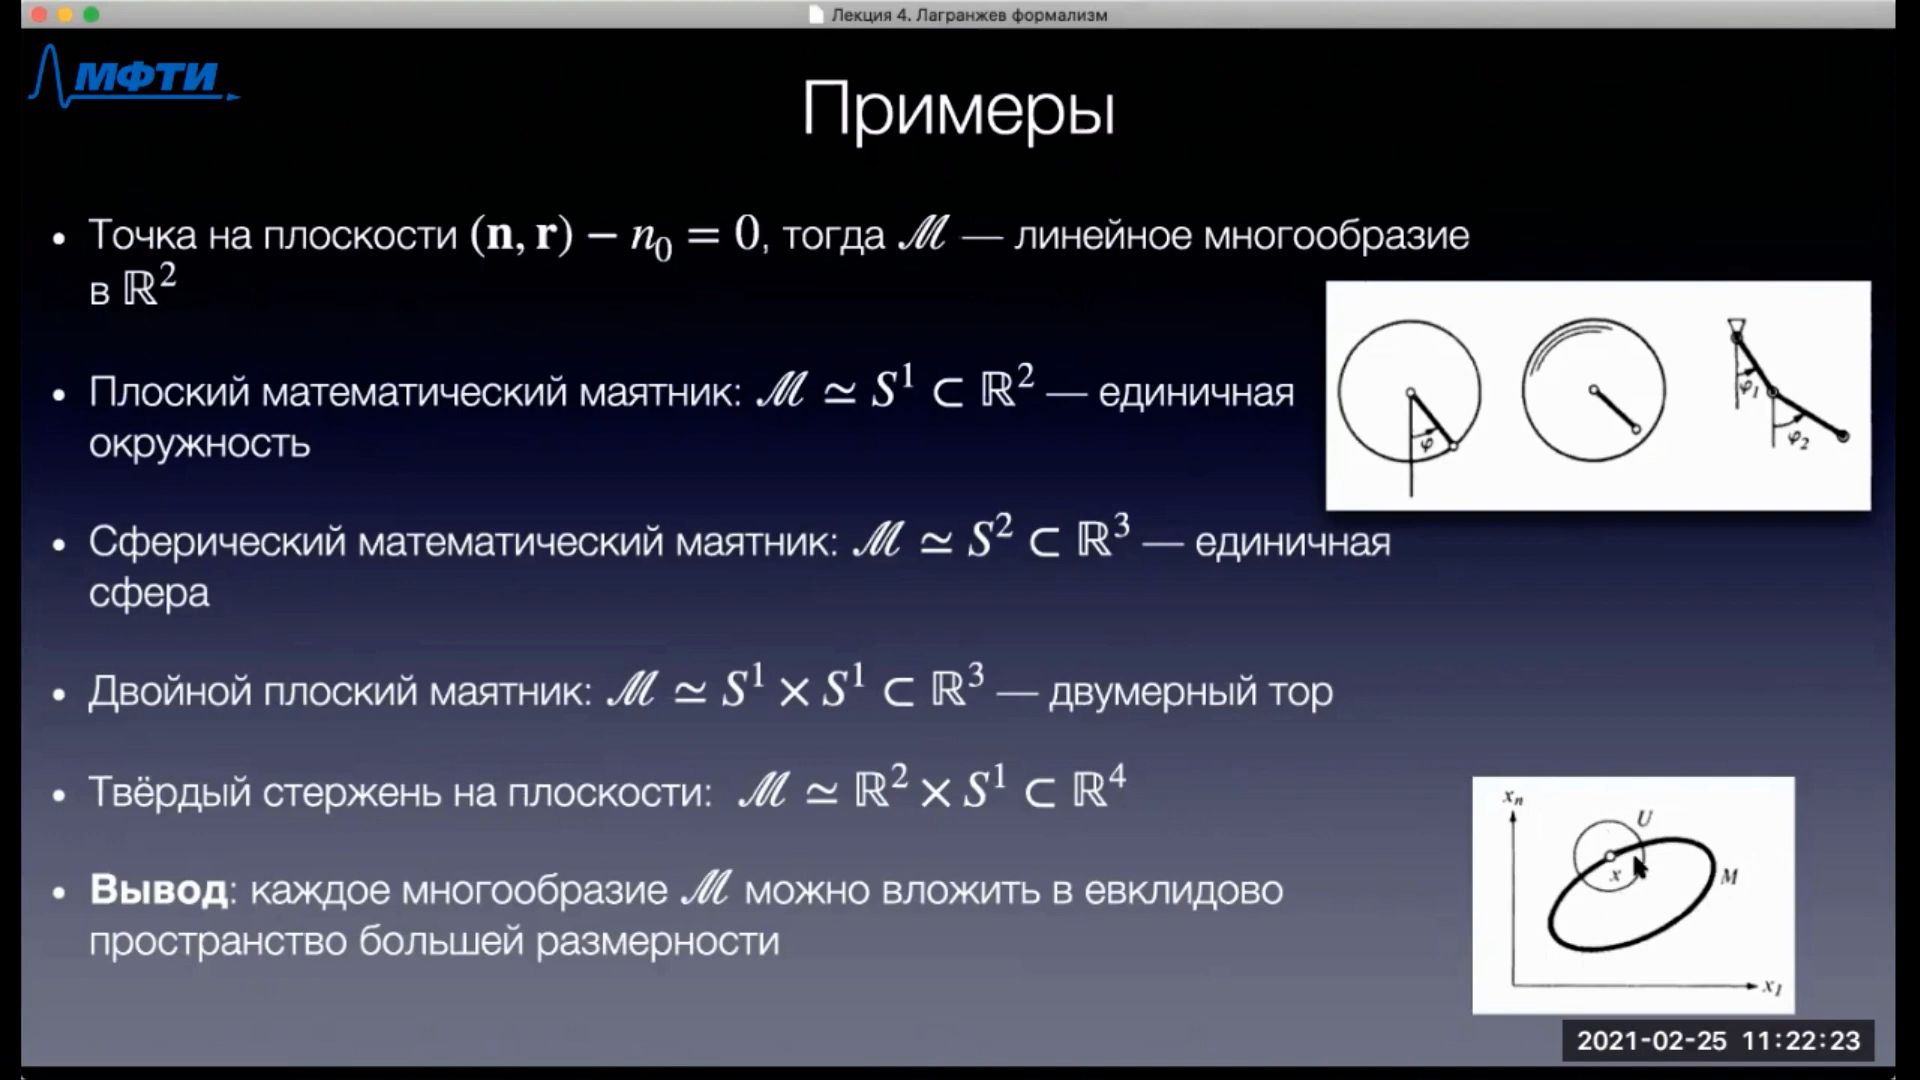 Лекция 4. Лагранжев формализм
МФТИ
Примеры
• Точка на плоскости (n, r) − n₀ = 0, тогда ℳ — линейное многообразие
в ℝ²
• Плоский математический маятник: ℳ ≃ S¹ ⊂ ℝ² — единичная
окружность
φ
φ₁
φ₂
• Сферический математический маятник: ℳ ≃ S² ⊂ ℝ³ — единичная
сфера
• Двойной плоский маятник: ℳ ≃ S¹ × S¹ ⊂ ℝ³ — двумерный тор
• Твёрдый стержень на плоскости: ℳ ≃ ℝ² × S¹ ⊂ ℝ⁴
• Вывод: каждое многообразие ℳ можно вложить в евклидово
пространство большей размерности
xₙ
U
x
M
x₁
2021-02-25 11:22:23